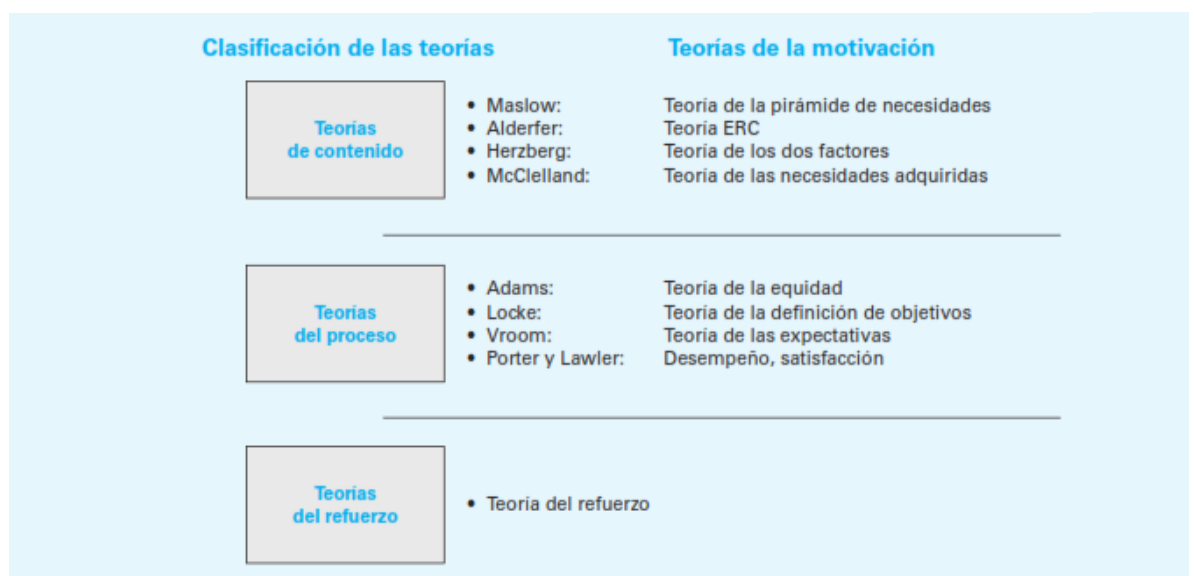 Clasificación de las teorías Teorías de la motivación
Teorías
de contenido
• Maslow: Teoría de la pirámide de necesidades
• Alderfer: Teoría ERC
• Herzberg: Teoría de los dos factores
• McClelland: Teoría de las necesidades adquiridas
Teorías
del proceso
• Adams: Teoría de la equidad
• Locke: Teoría de la definición de objetivos
• Vroom: Teoría de las expectativas
• Porter y Lawler: Desempeño, satisfacción
Teorías
del refuerzo
• Teoría del refuerzo